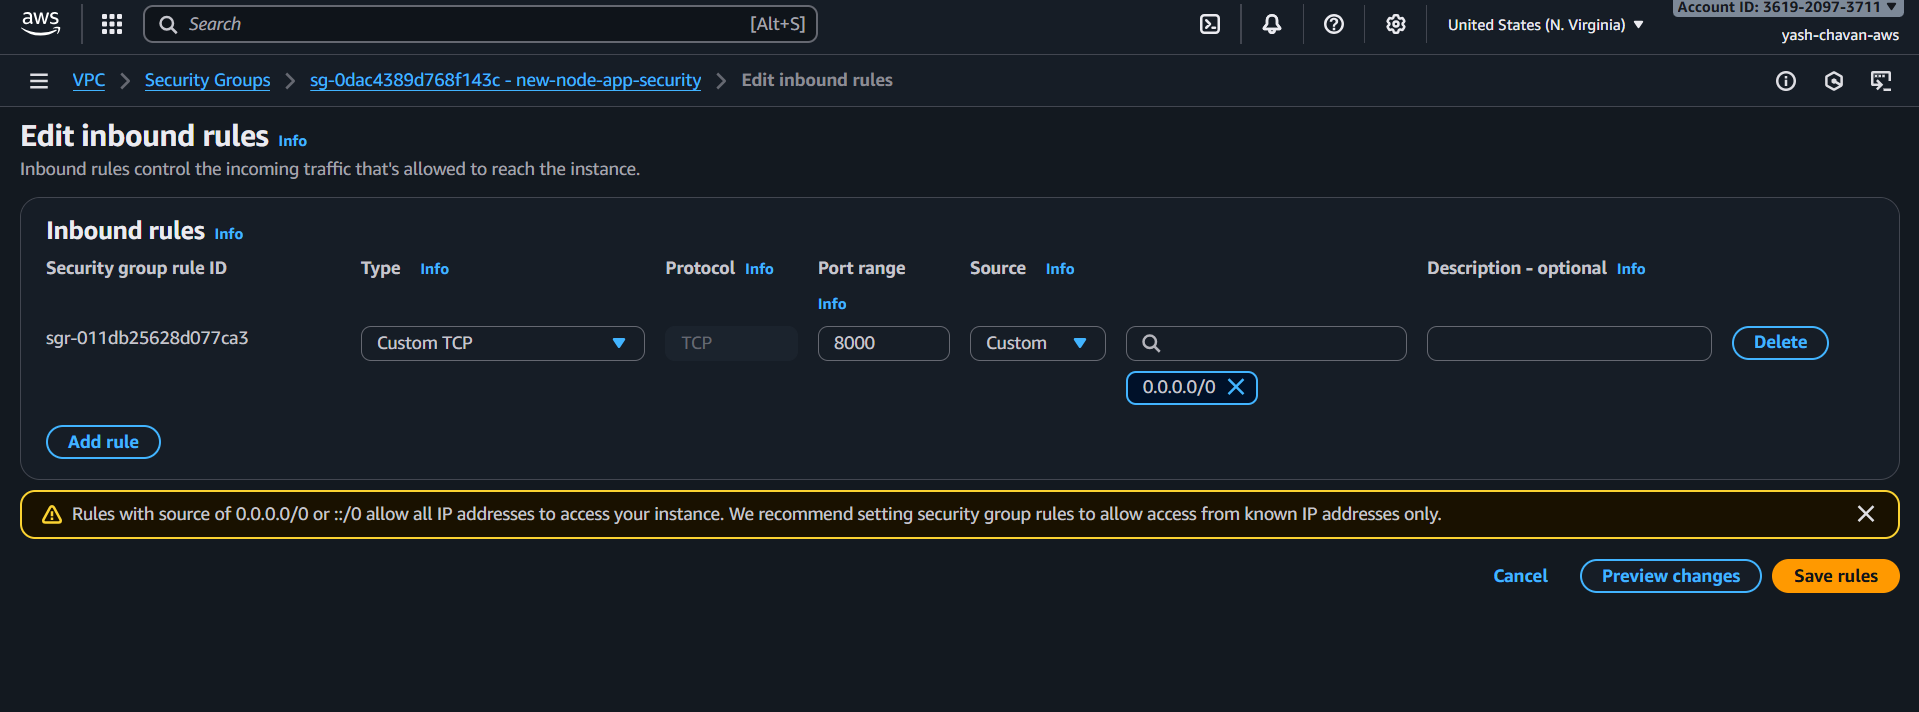 aws
Search [Alt+S]
United States (N. Virginia)
Account ID: 3619-2097-3711
yash-chavan-aws
VPC > Security Groups > sg-0dac4389d768f143c - new-node-app-security > Edit inbound rules
Edit inbound rules Info
Inbound rules control the incoming traffic that's allowed to reach the instance.
Inbound rules Info
Security group rule ID Type Info Protocol Info Port range Source Info Description - optional Info
Info
sgr-011db25628d077ca3 Custom TCP TCP 8000 Custom Delete
0.0.0.0/0
Add rule
Rules with source of 0.0.0.0/0 or ::/0 allow all IP addresses to access your instance. We recommend setting security group rules to allow access from known IP addresses only.
Cancel Preview changes Save rules